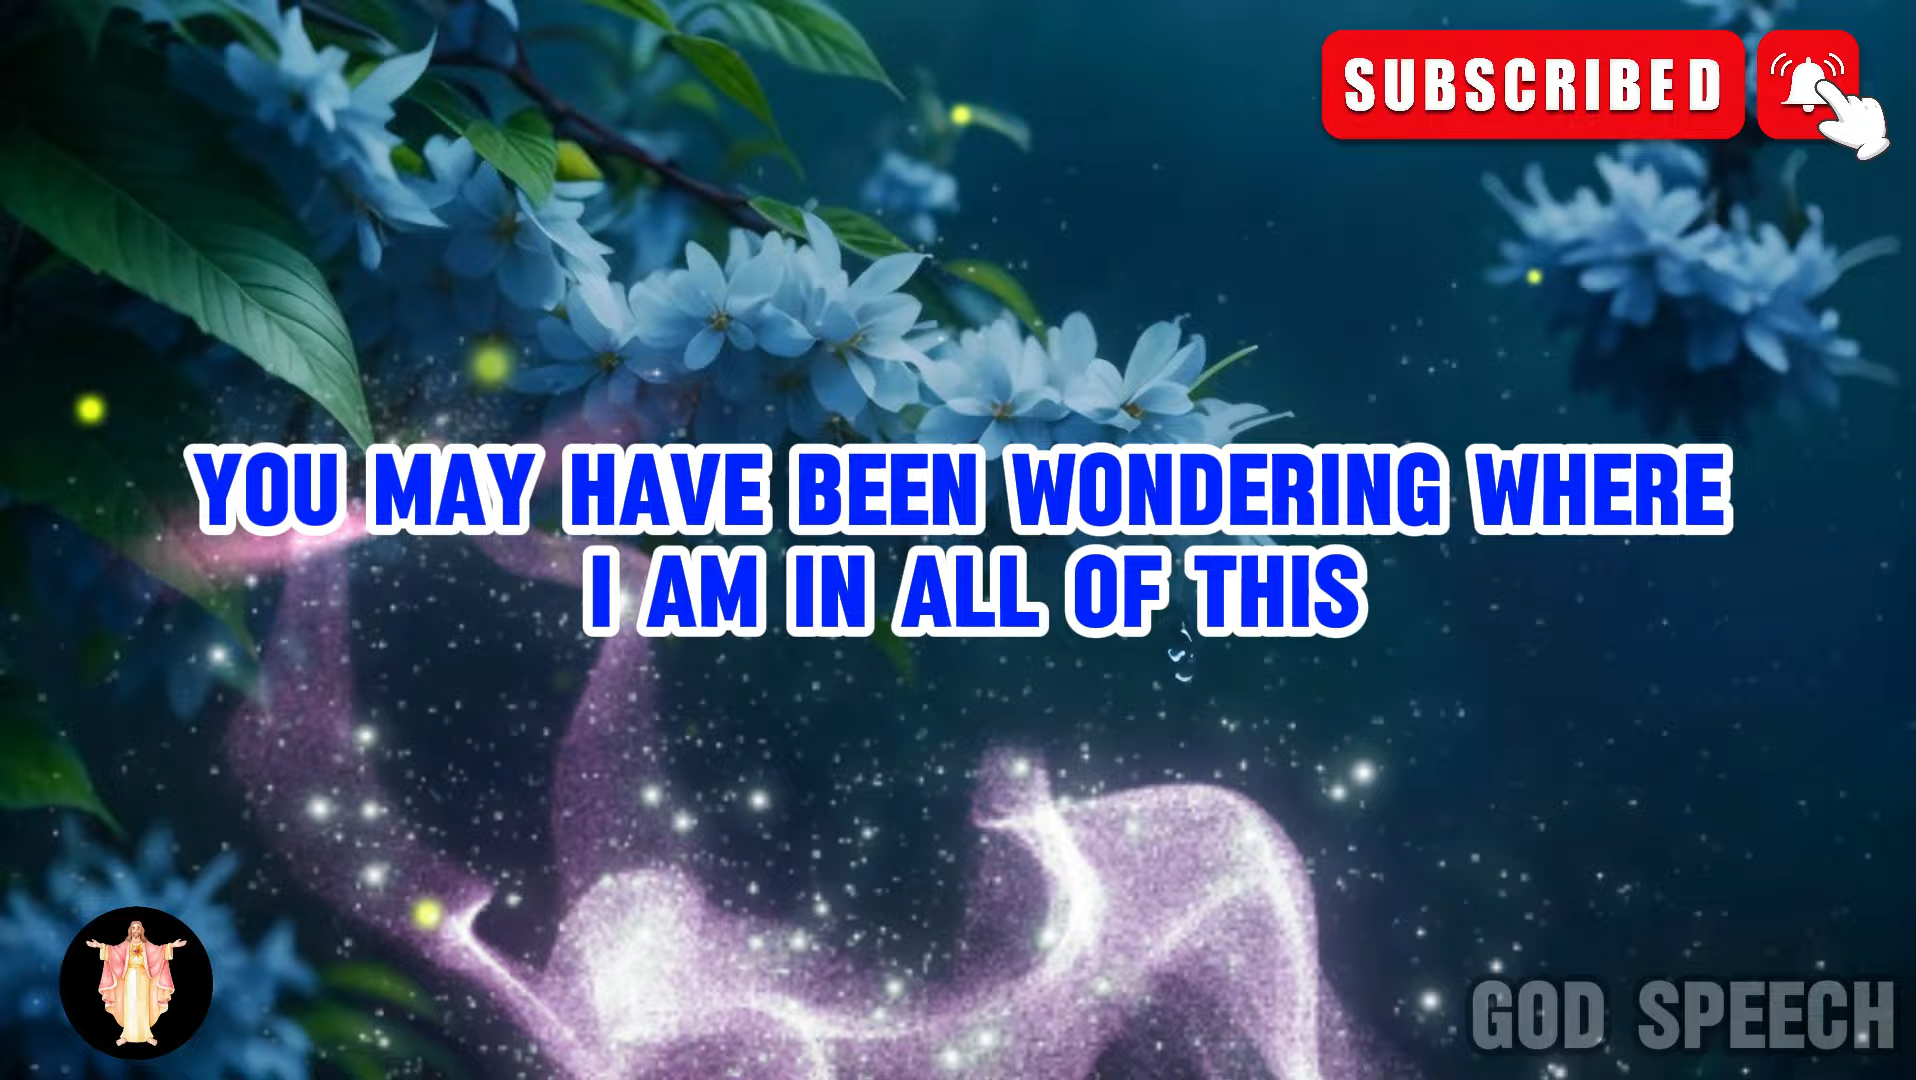 SUBSCRIBED
YOU MAY HAVE BEEN WONDERING WHERE
I AM IN ALL OF THIS
GOD SPEECH